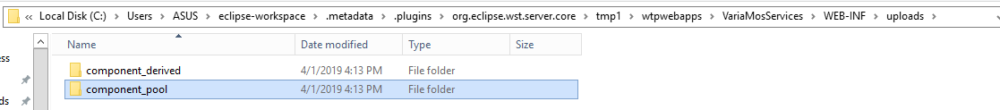 « Local Disk (C:) › Users › ASUS › eclipse-workspace › .metadata › .plugins › org.eclipse.wst.server.core › tmp1 › wtpwebapps › VariaMosServices › WEB-INF › uploads ›
Name Date modified Type Size
ess
component_derived 4/1/2019 4:13 PM File folder
component_pool 4/1/2019 4:13 PM File folder
ds